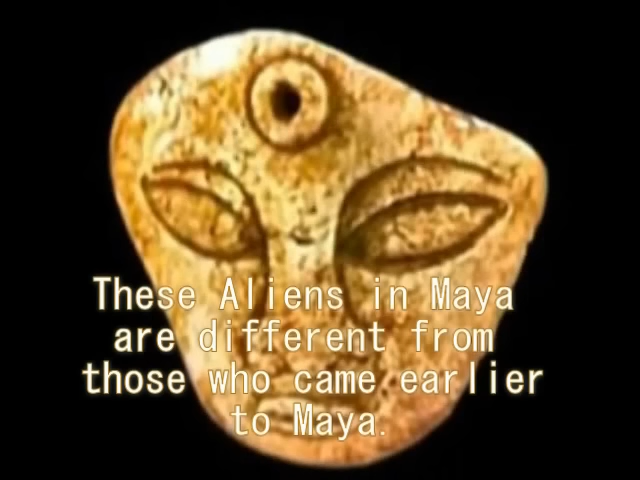 These Aliens in Maya
are different from
those who came earlier
to Maya.